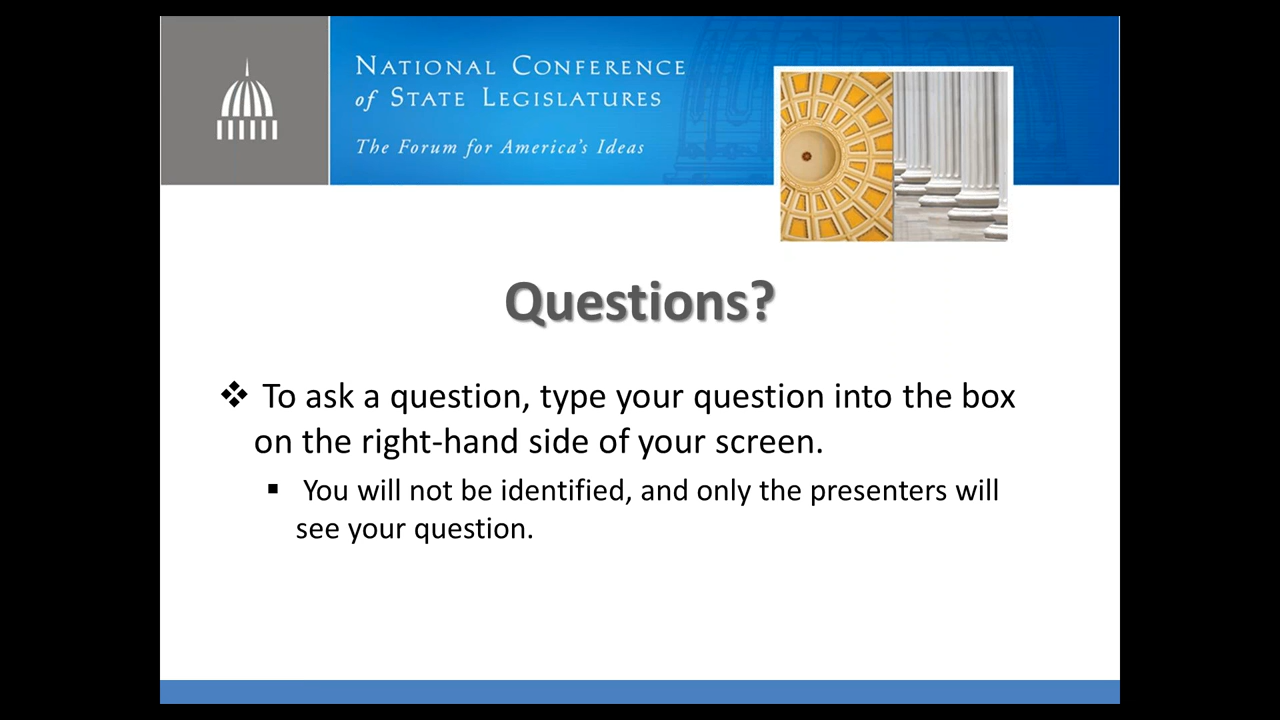 NATIONAL CONFERENCE
of STATE LEGISLATURES
The Forum for America's Ideas
Questions?
❖ To ask a question, type your question into the box
on the right-hand side of your screen.
▪ You will not be identified, and only the presenters will
see your question.